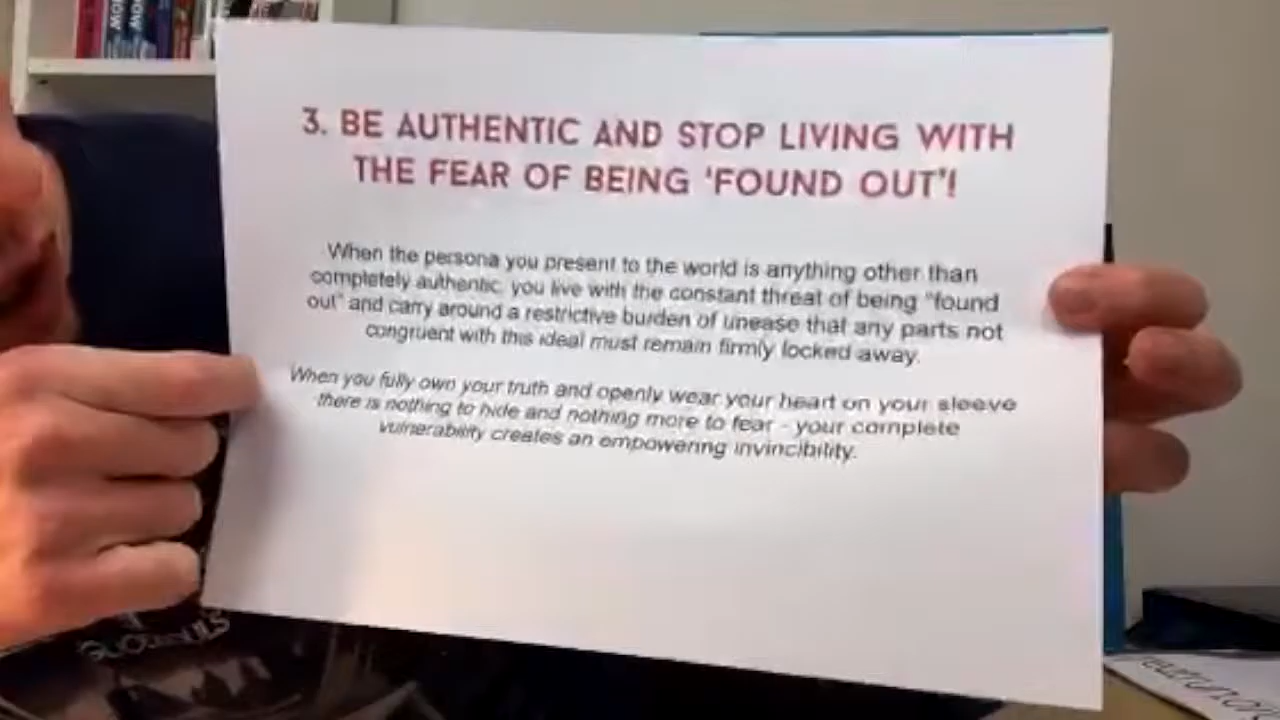 3. BE AUTHENTIC AND STOP LIVING WITH
THE FEAR OF BEING 'FOUND OUT'!
When the persona you present to the world is anything other than
completely authentic, you live with the constant threat of being "found
out" and carry around a restrictive burden of unease that any parts not
congruent with this ideal must remain firmly locked away.
When you fully own your truth and openly wear your heart on your sleeve
there is nothing to hide and nothing more to fear - your complete
vulnerability creates an empowering invincibility.